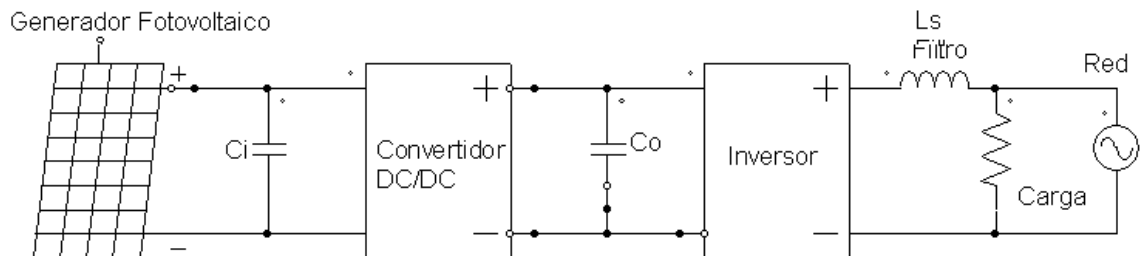 Generador Fotovoltaico
Ls
Filtro
Red
+
+
+
Ci
Convertidor
DC/DC
Co
Inversor
Carga
−
−
−